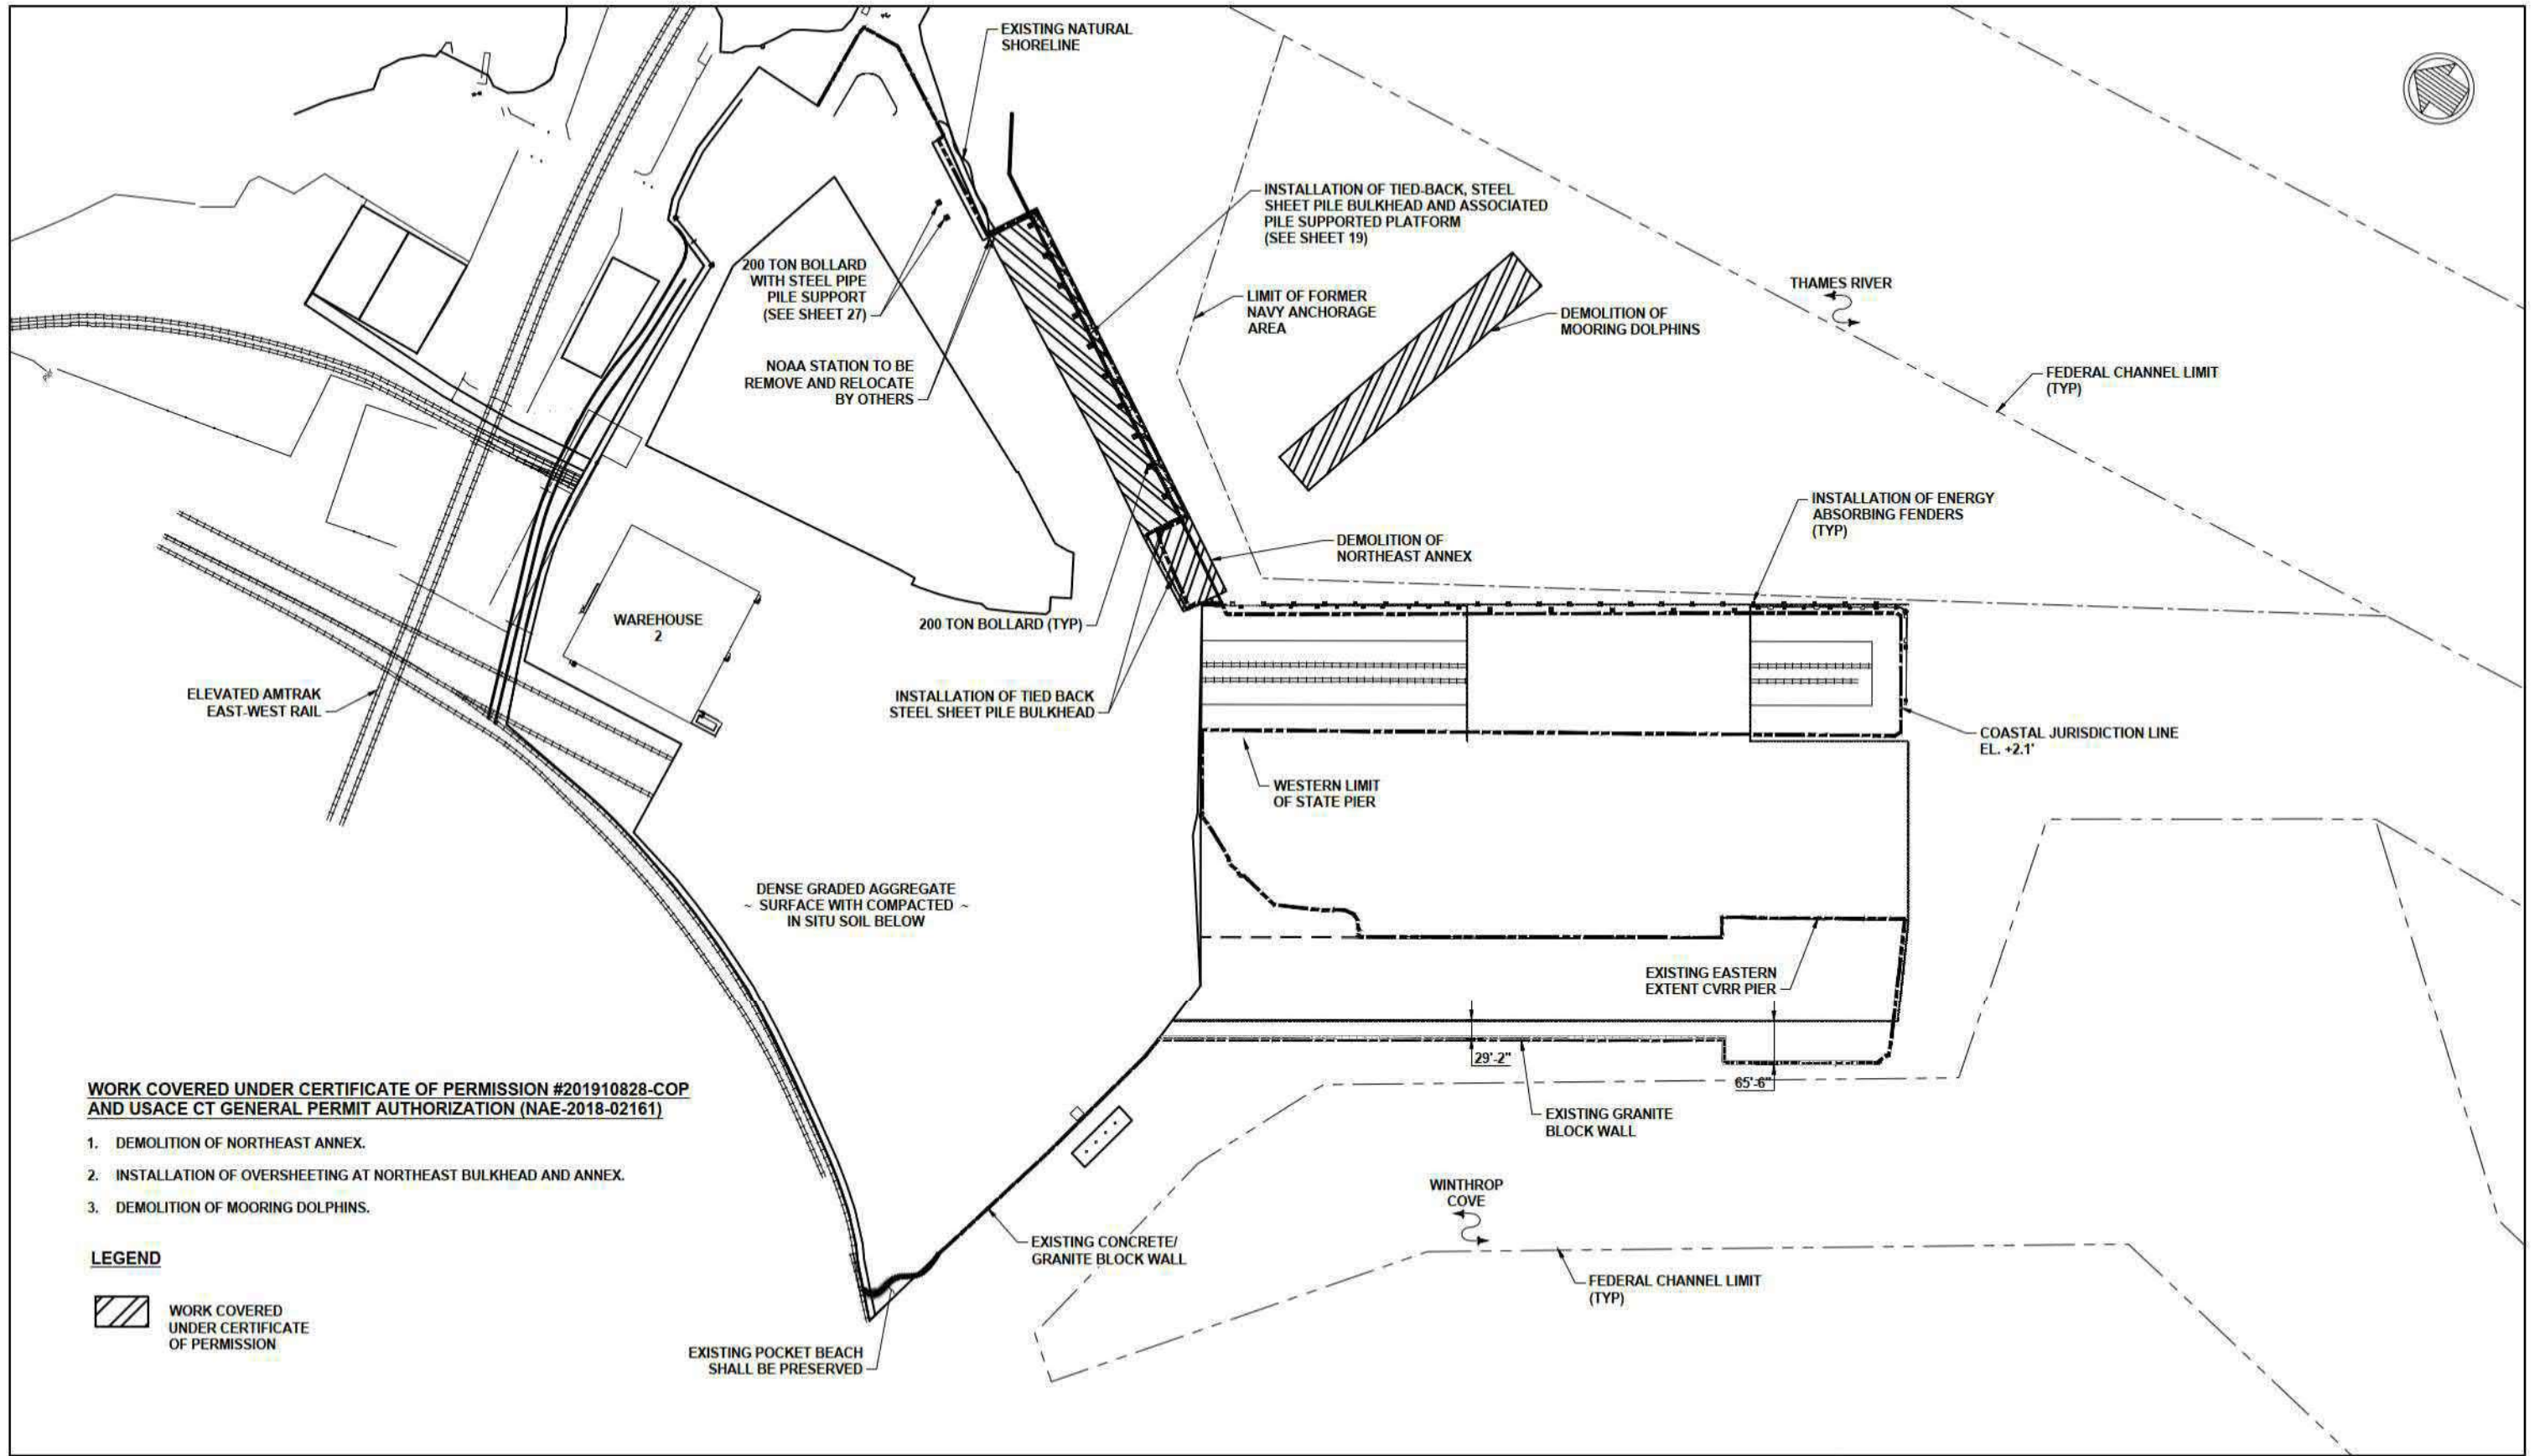 EXISTING NATURAL
SHORELINE
INSTALLATION OF TIED-BACK, STEEL
SHEET PILE BULKHEAD AND ASSOCIATED
PILE SUPPORTED PLATFORM
(SEE SHEET 19)
200 TON BOLLARD
WITH STEEL PIPE
PILE SUPPORT
(SEE SHEET 27)
LIMIT OF FORMER
NAVY ANCHORAGE
AREA
DEMOLITION OF
MOORING DOLPHINS
THAMES RIVER
FEDERAL CHANNEL LIMIT
(TYP)
NOAA STATION TO BE
REMOVE AND RELOCATE
BY OTHERS
INSTALLATION OF ENERGY
ABSORBING FENDERS
(TYP)
DEMOLITION OF
NORTHEAST ANNEX
WAREHOUSE
2
200 TON BOLLARD (TYP)
ELEVATED AMTRAK
EAST-WEST RAIL
INSTALLATION OF TIED BACK
STEEL SHEET PILE BULKHEAD
COASTAL JURISDICTION LINE
EL. +2.1'
WESTERN LIMIT
OF STATE PIER
DENSE GRADED AGGREGATE
~ SURFACE WITH COMPACTED ~
IN SITU SOIL BELOW
EXISTING EASTERN
EXTENT CVRR PIER
29'-2"
65'-6"
EXISTING GRANITE
BLOCK WALL
WORK COVERED UNDER CERTIFICATE OF PERMISSION #201910828-COP
AND USACE CT GENERAL PERMIT AUTHORIZATION (NAE-2018-02161)
1. DEMOLITION OF NORTHEAST ANNEX.
2. INSTALLATION OF OVERSHEETING AT NORTHEAST BULKHEAD AND ANNEX.
3. DEMOLITION OF MOORING DOLPHINS.
WINTHROP
COVE
EXISTING CONCRETE/
GRANITE BLOCK WALL
FEDERAL CHANNEL LIMIT
(TYP)
LEGEND
WORK COVERED
UNDER CERTIFICATE
OF PERMISSION
EXISTING POCKET BEACH
SHALL BE PRESERVED